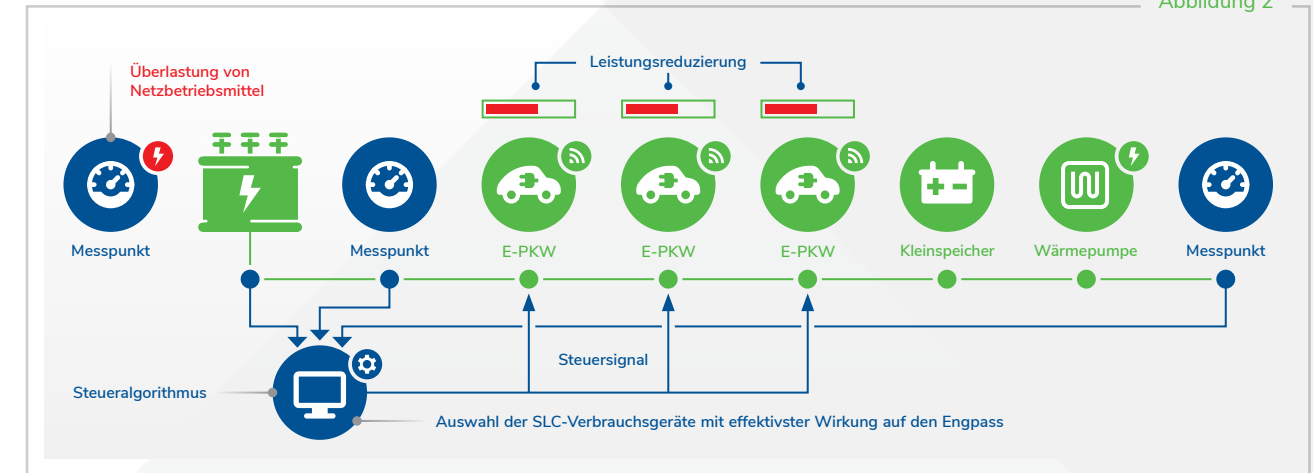 Abbildung 2
Leistungsreduzierung
Überlastung von
Netzbetriebsmittel
Messpunkt
Messpunkt
E-PKW
E-PKW
E-PKW
Kleinspeicher
Wärmepumpe
Messpunkt
Steuersignal
Steueralgorithmus
Auswahl der SLC-Verbrauchsgeräte mit effektivster Wirkung auf den Engpass